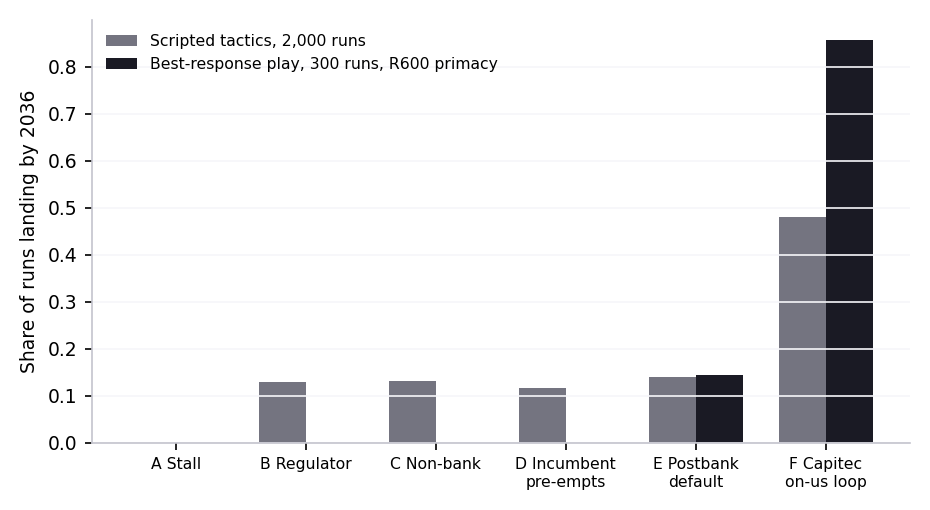 Scripted tactics, 2,000 runs
Best-response play, 300 runs, R600 primacy
Share of runs landing by 2036
0.8
0.7
0.6
0.5
0.4
0.3
0.2
0.1
0.0
A Stall
B Regulator
C Non-bank
D Incumbent
pre-empts
E Postbank
default
F Capitec
on-us loop